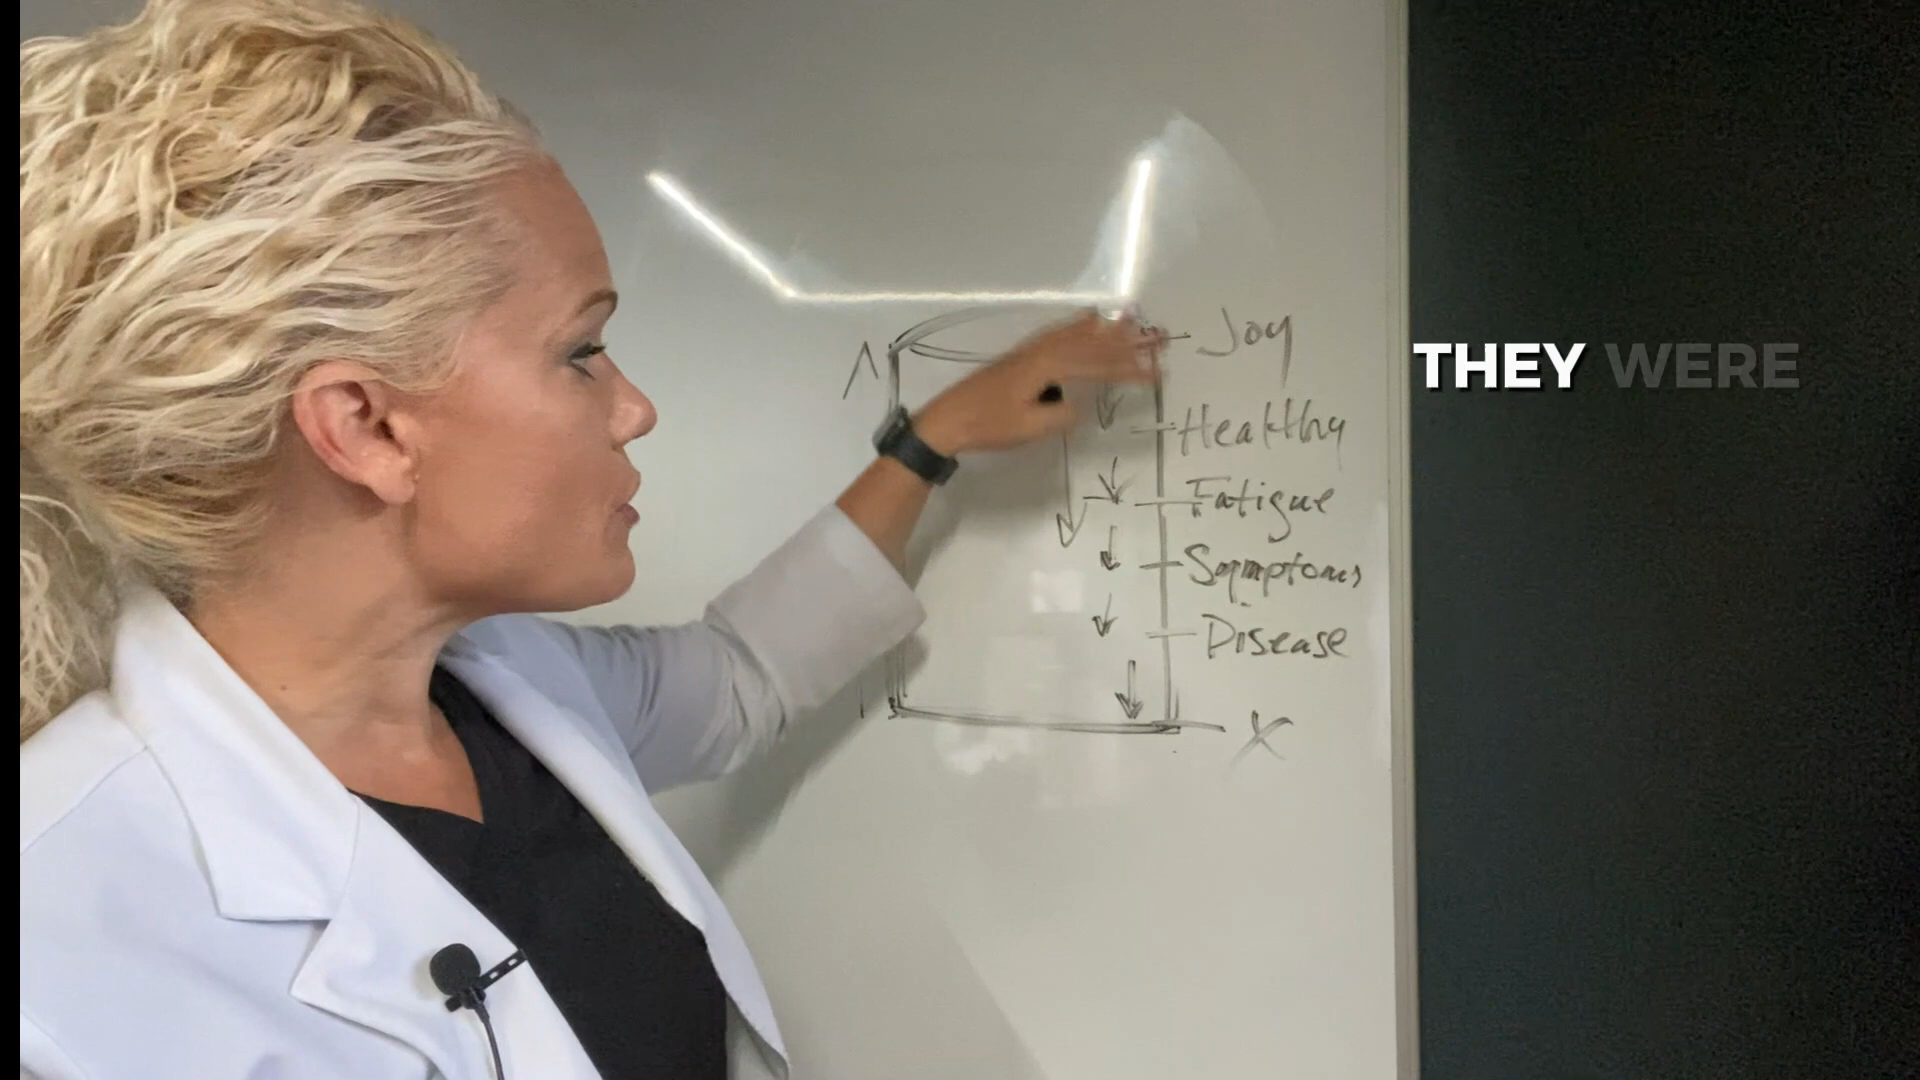 Joy
THEY WERE
Healthy
Fatigue
Symptoms
Disease
X